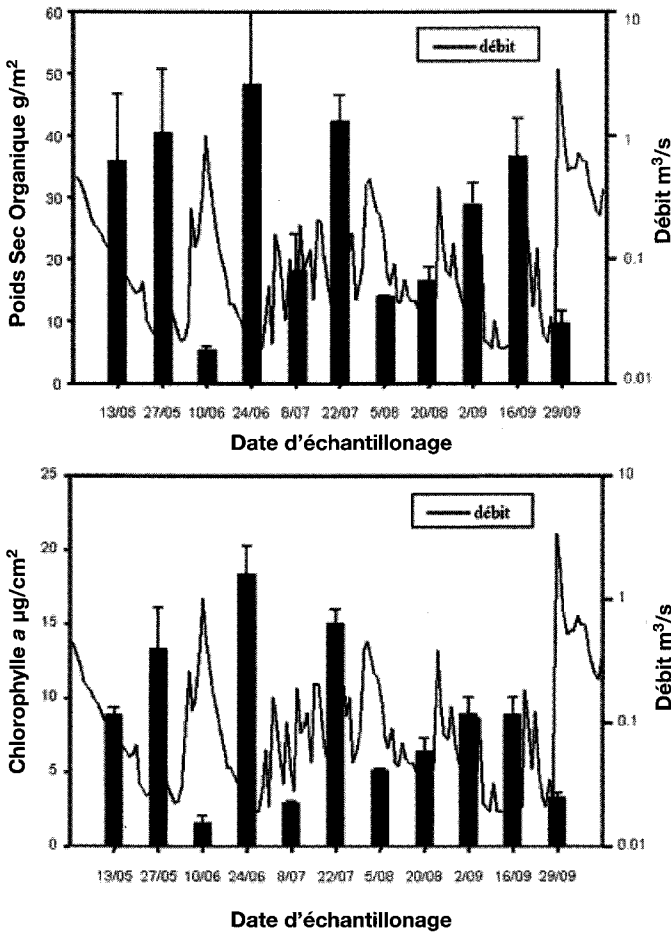 Poids Sec Organique g/m²
60
50
40
30
20
10
0
débit
10
1
0.1
0.01
Débit m³/s
13/05 27/05 10/06 24/06 8/07 22/07 5/08 20/08 2/09 16/09 29/09
Date d'échantillonage
Chlorophylle a µg/cm²
25
20
15
10
5
0
débit
10
1
0.1
0.01
Débit m³/s
13/05 27/05 10/06 24/06 8/07 22/07 5/08 20/08 2/09 16/09 29/09
Date d'échantillonage